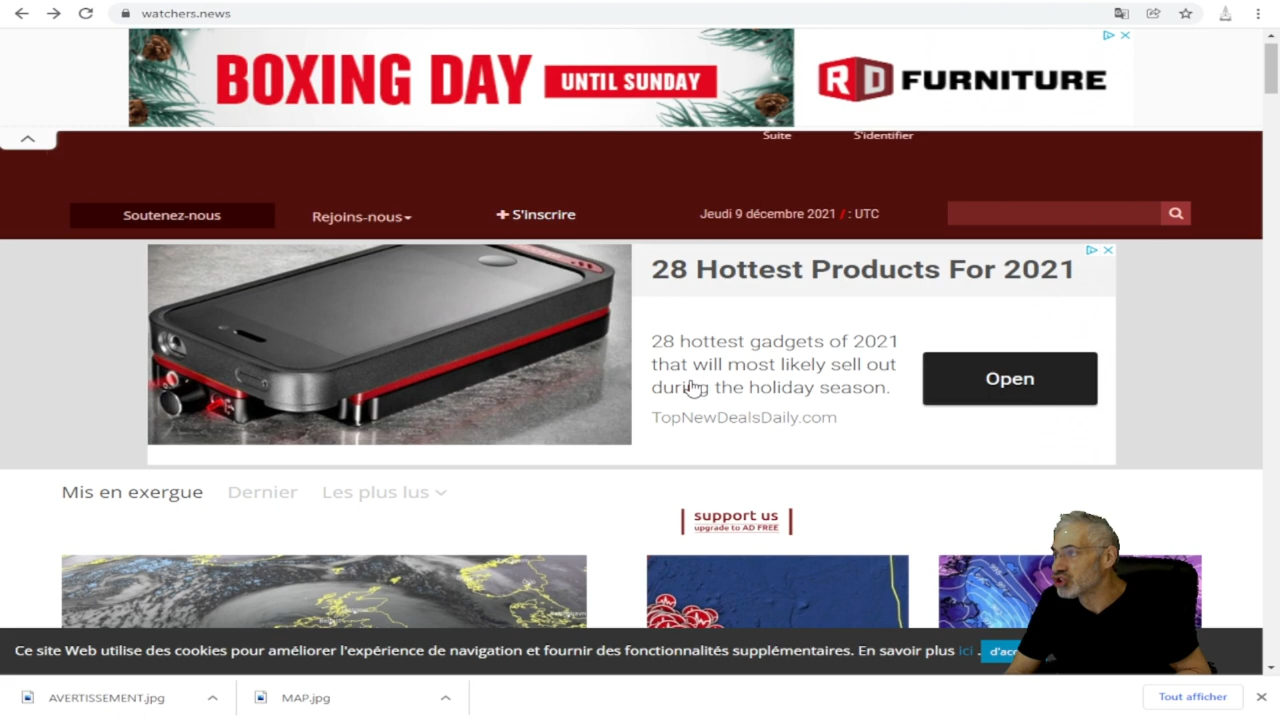 watchers.news
BOXING DAY UNTIL SUNDAY
RD FURNITURE
Suite S'identifier
Soutenez-nous Rejoins-nous + S'inscrire Jeudi 9 décembre 2021 / : UTC
28 Hottest Products For 2021
28 hottest gadgets of 2021
that will most likely sell out
during the holiday season.
Open
TopNewDealsDaily.com
Mis en exergue Dernier Les plus lus
support us
upgrade to AD FREE
Ce site Web utilise des cookies pour améliorer l'expérience de navigation et fournir des fonctionnalités supplémentaires. En savoir plus ici .
AVERTISSEMENT.jpg MAP.jpg Tout afficher